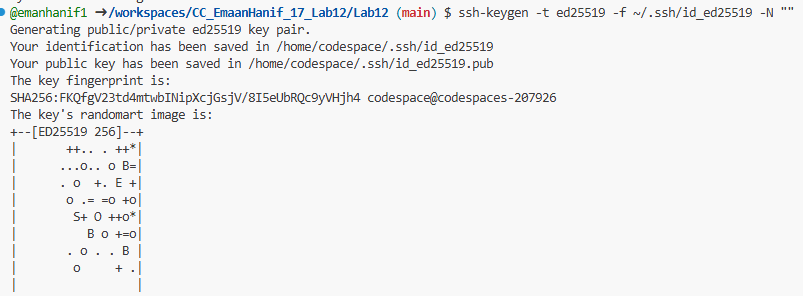 @emanhanif1 ➜/workspaces/CC_EmaanHanif_17_Lab12/Lab12 (main) $ ssh-keygen -t ed25519 -f ~/.ssh/id_ed25519 -N ""
Generating public/private ed25519 key pair.
Your identification has been saved in /home/codespace/.ssh/id_ed25519
Your public key has been saved in /home/codespace/.ssh/id_ed25519.pub
The key fingerprint is:
SHA256:FKQfgV23td4mtwbINipXcjGsjV/8I5eUbRQc9yVHjh4 codespace@codespaces-207926
The key's randomart image is:
+--[ED25519 256]--+
|       ++.. . ++*|
|      ...o.. o B=|
|      . o  +. E +|
|       o .= =o +o|
|        S+ O ++o*|
|          B o +=o|
|       . o . . B |
|        o     + .|
|                 |